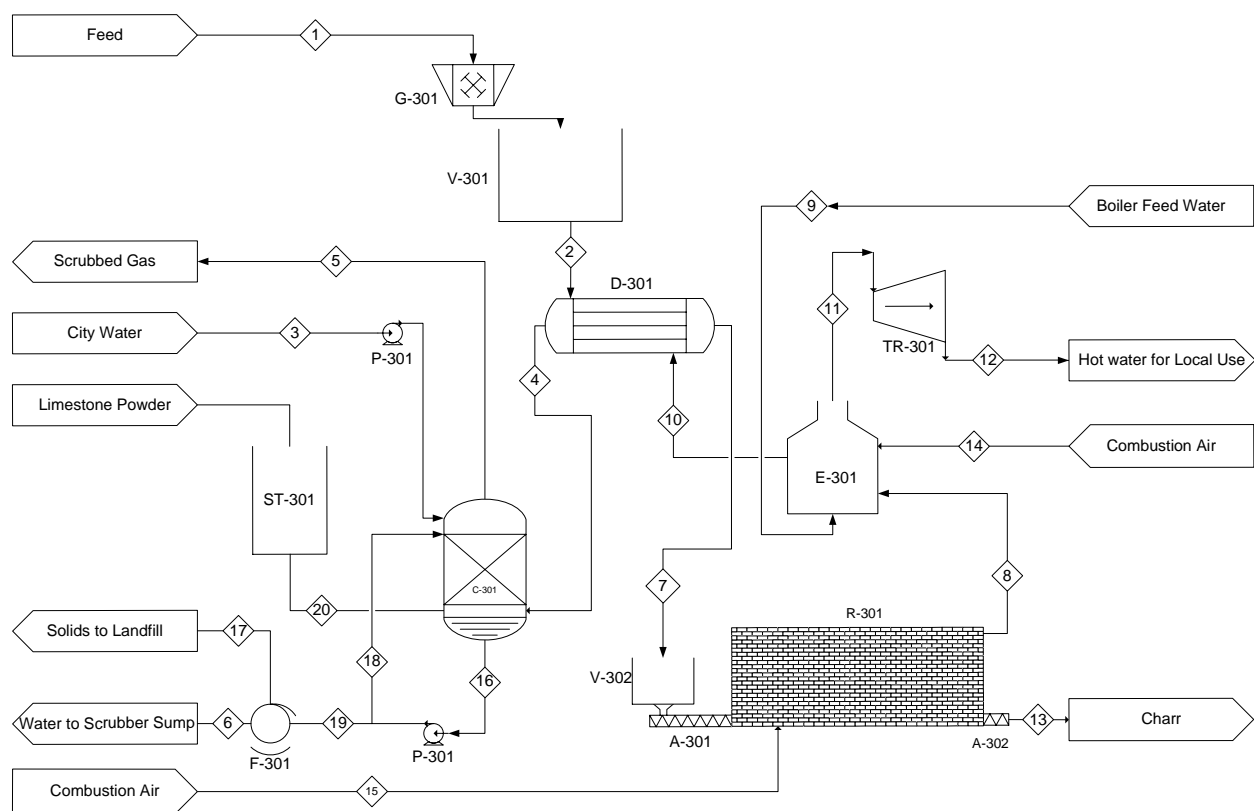 Feed
1
G-301
V-301
9
Boiler Feed Water
Scrubbed Gas
5
2
D-301
11
City Water
3
P-301
TR-301
12
Hot water for Local Use
4
Limestone Powder
10
14
Combustion Air
ST-301
E-301
C-301
7
8
20
R-301
Solids to Landfill
17
18
16
V-302
Water to Scrubber Sump
6
19
13
Charr
A-301
A-302
F-301
P-301
Combustion Air
15